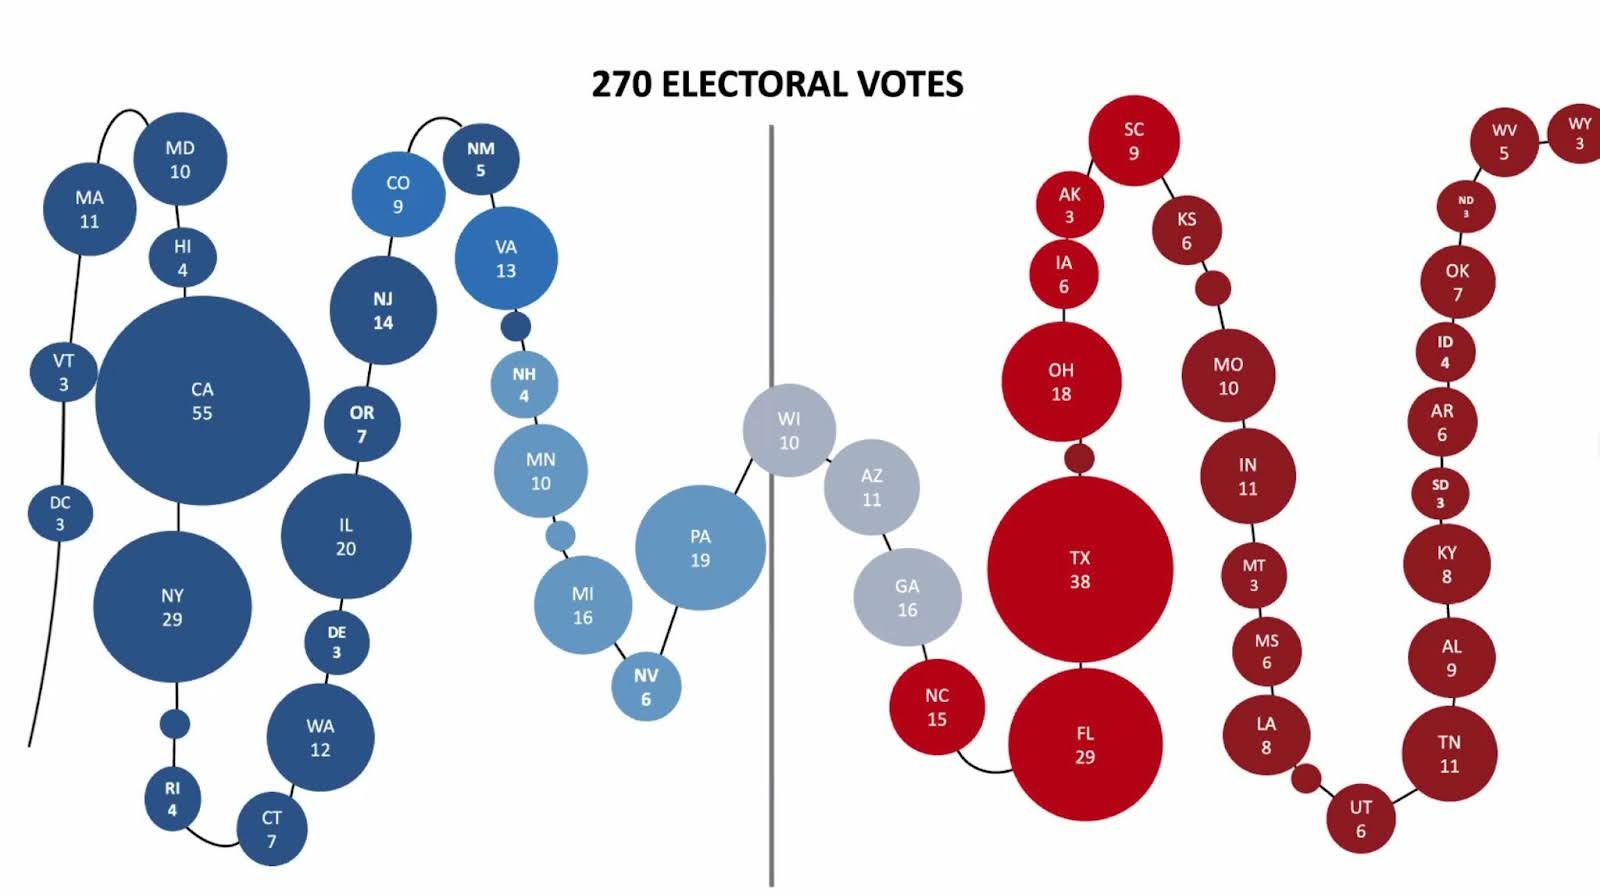 270 ELECTORAL VOTES
MD
10
MA
11
HI
4
VT
3
CA
55
DC
3
NY
29
RI
4
CT
7
WA
12
DE
3
IL
20
OR
7
NJ
14
CO
9
NM
5
VA
13
NH
4
MN
10
MI
16
NV
6
PA
19
WI
10
AZ
11
GA
16
NC
15
FL
29
TX
38
OH
18
IA
6
AK
3
SC
9
KS
6
MO
10
IN
11
MT
3
MS
6
LA
8
UT
6
TN
11
AL
9
KY
8
SD
3
AR
6
ID
4
OK
7
ND
3
WV
5
WY
3